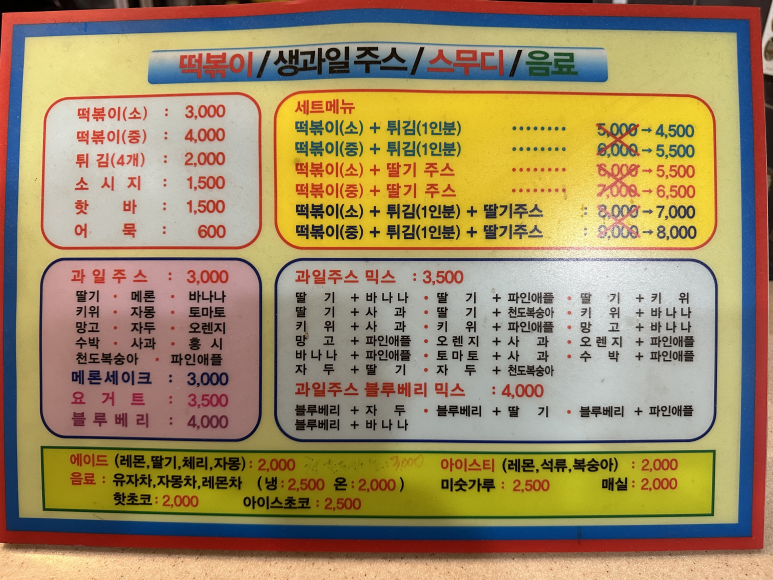 떡볶이/생과일주스/스무디/음료
떡볶이(소) : 3,000
떡볶이(중) : 4,000
튀김(4개) : 2,000
소시지 : 1,500
핫바 : 1,500
어묵 : 600
세트메뉴
떡볶이(소) + 튀김(1인분) ········ 5,000→4,500
떡볶이(중) + 튀김(1인분) ········ 6,000→5,500
떡볶이(소) + 딸기 주스 ········ 6,000→5,500
떡볶이(중) + 딸기 주스 ········ 7,000→6,500
떡볶이(소) + 튀김(1인분) + 딸기주스 : 8,000→7,000
떡볶이(중) + 튀김(1인분) + 딸기주스 : 9,000→8,000
과일주스 : 3,000
딸기 · 메론 · 바나나
키위 · 자몽 · 토마토
망고 · 자두 · 오렌지
수박 · 사과 · 홍시
천도복숭아 · 파인애플
메론세이크 : 3,000
요거트 : 3,500
블루베리 : 4,000
과일주스 믹스 : 3,500
딸기 + 바나나 · 딸기 + 파인애플 · 딸기 + 키위
딸기 + 사과 · 딸기 + 천도복숭아 · 키위 + 바나나
키위 + 사과 · 키위 + 파인애플 · 망고 + 바나나
망고 + 파인애플 · 오렌지 + 사과 · 오렌지 + 파인애플
바나나 + 파인애플 · 토마토 + 사과 · 수박 + 파인애플
자두 + 딸기 · 자두 + 천도복숭아
과일주스 블루베리 믹스 : 4,000
블루베리 + 자두 · 블루베리 + 딸기 · 블루베리 + 파인애플
블루베리 + 바나나
에이드 (레몬,딸기,체리,자몽) : 2,000 3000
아이스티 (레몬,석류,복숭아) : 2,000
음료 : 유자차,자몽차,레몬차 (냉:2,500 온:2,000)
미숫가루 : 2,500 매실 : 2,000
핫초코 : 2,000 아이스초코 : 2,500